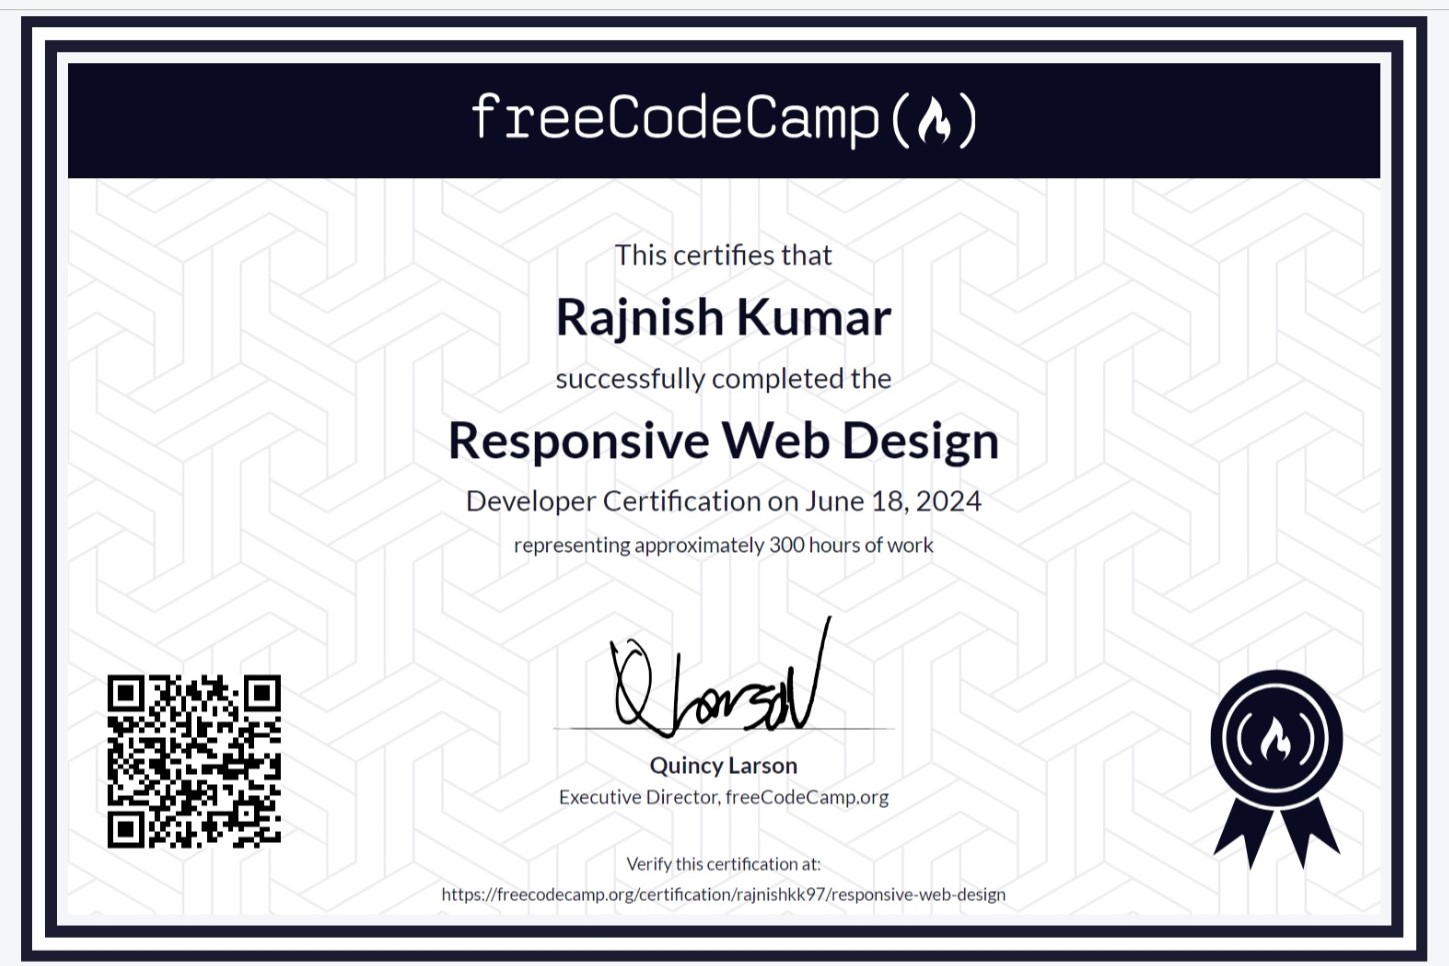 freeCodeCamp
This certifies that
Rajnish Kumar
successfully completed the
Responsive Web Design
Developer Certification on June 18, 2024
representing approximately 300 hours of work
Q Larson
Quincy Larson
Executive Director, freeCodeCamp.org
Verify this certification at:
https://freecodecamp.org/certification/rajnishkk97/responsive-web-design